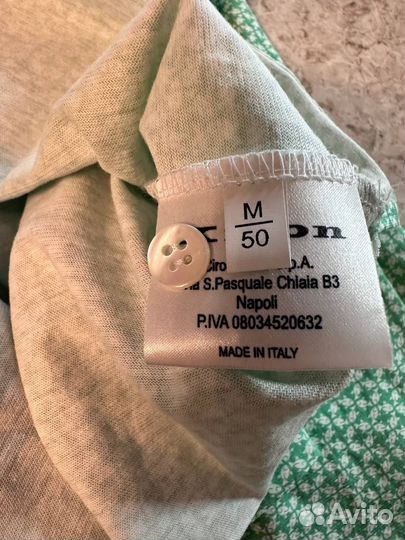 M
50
S.Pasquale Chiaia B3
Napoli
P.IVA 08034520632
MADE IN ITALY
Avito